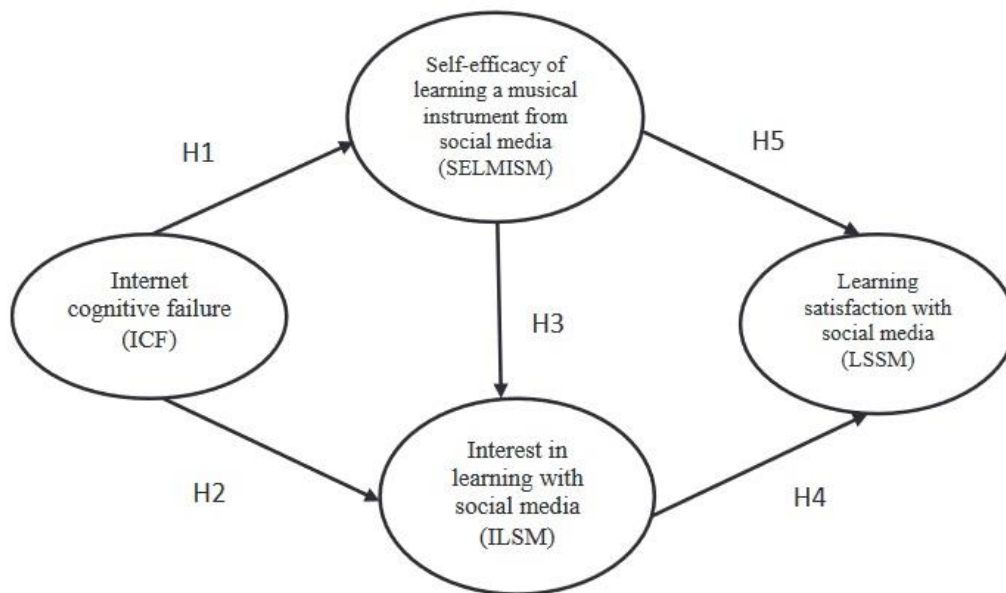 Self-efficacy of
learning a musical
instrument from
social media
(SELMISM)
H1
H5
Internet
cognitive failure
(ICF)
Learning
satisfaction with
social media
(LSSM)
H3
Interest in
learning with
social media
(ILSM)
H2
H4